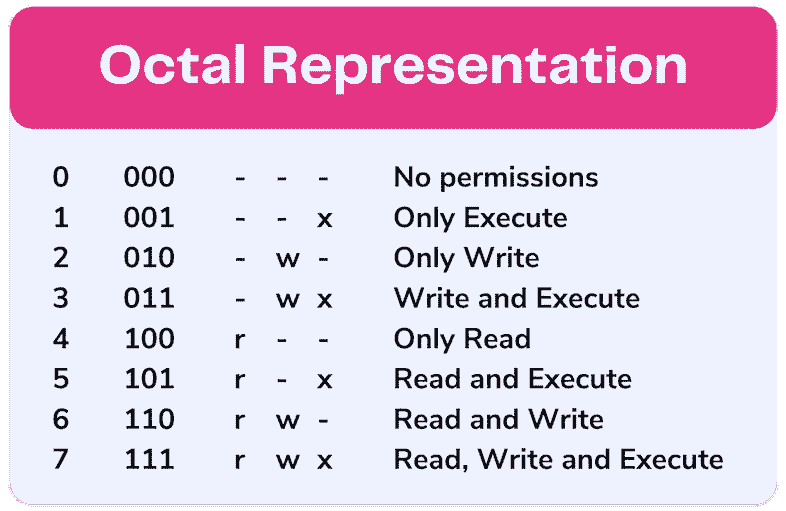 Octal Representation
0 000 - - - No permissions
1 001 - - x Only Execute
2 010 - w - Only Write
3 011 - w x Write and Execute
4 100 r - - Only Read
5 101 r - x Read and Execute
6 110 r w - Read and Write
7 111 r w x Read, Write and Execute